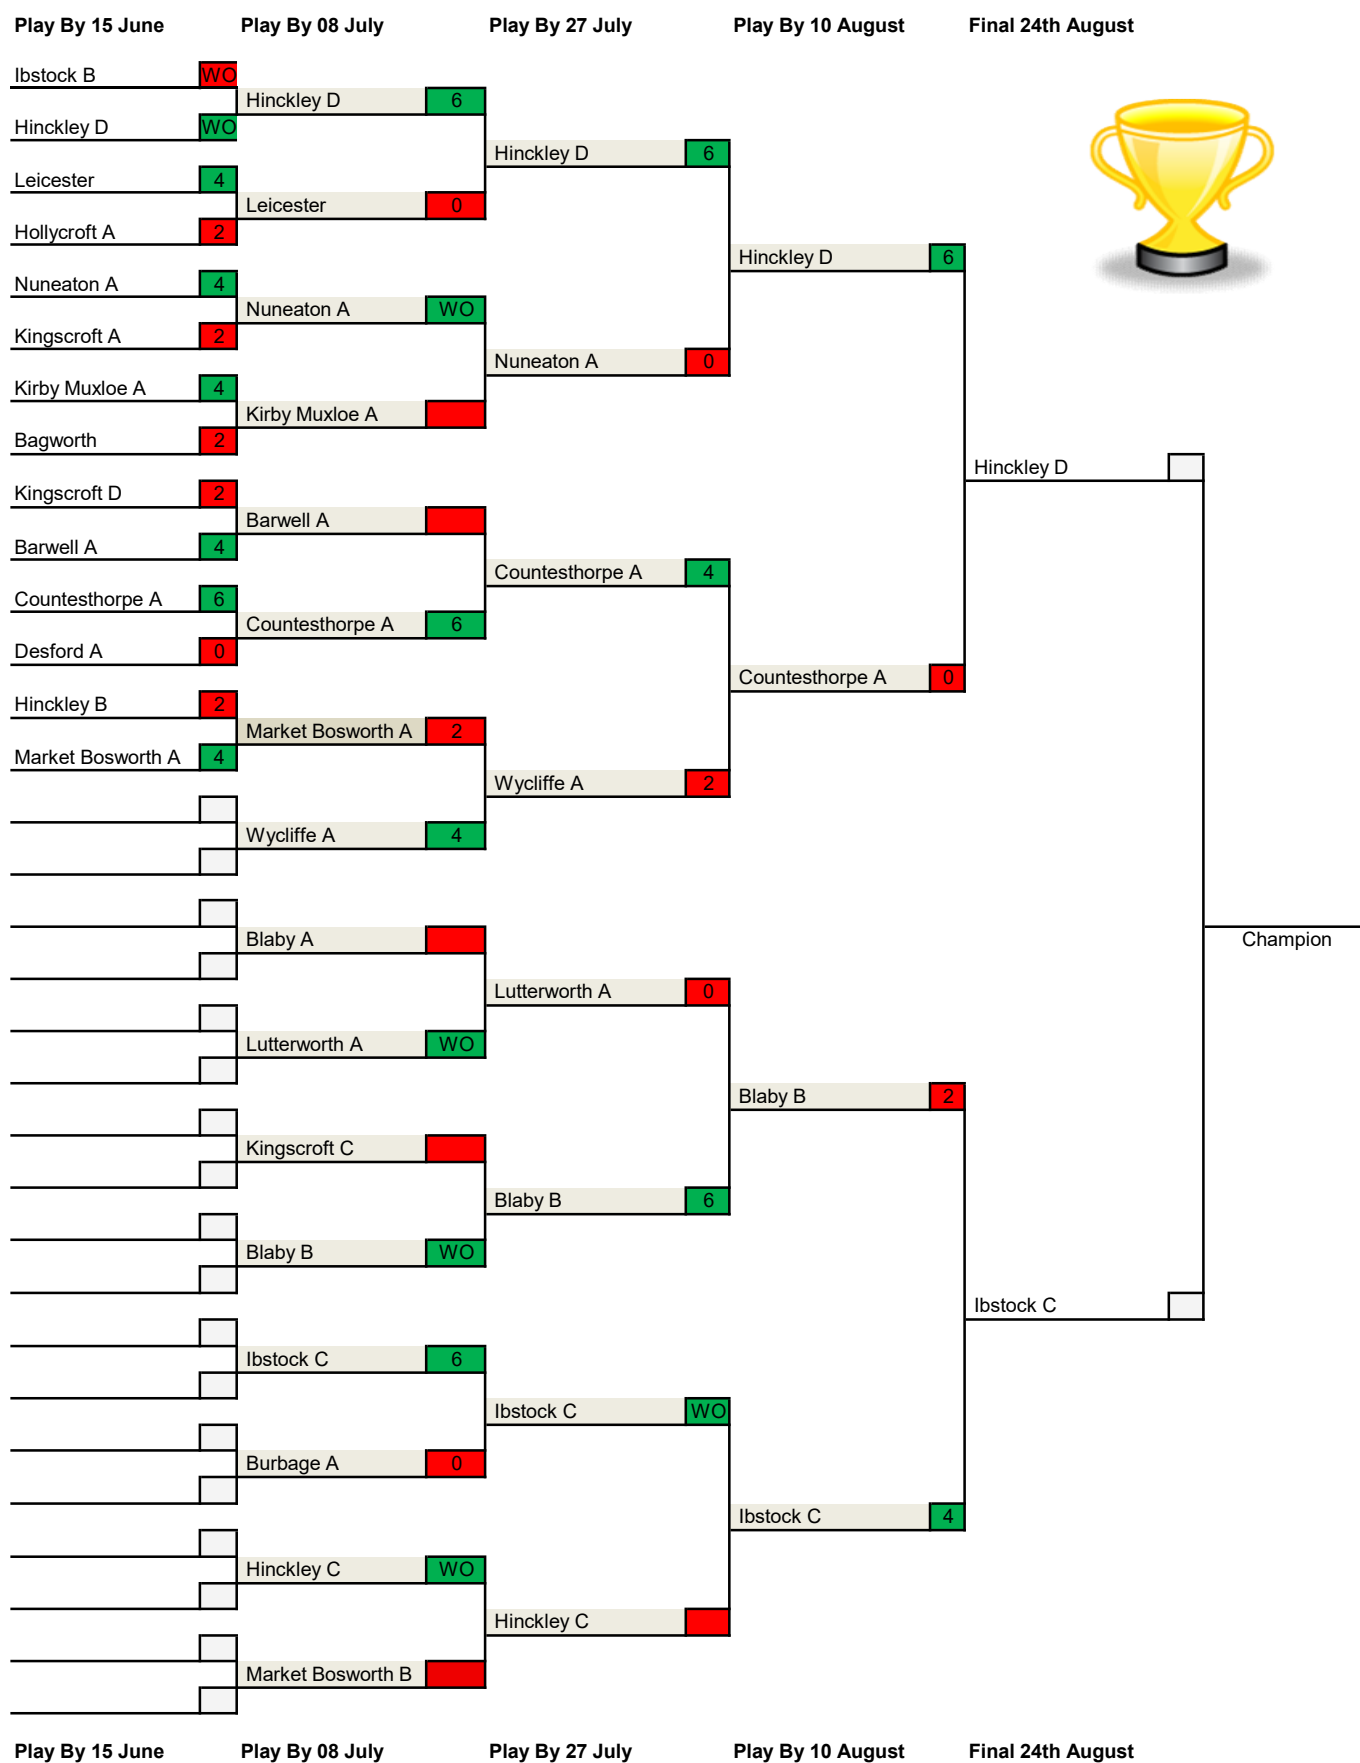 Play By 15 June Play By 08 July Play By 27 July Play By 10 August Final 24th August
Ibstock B WO
Hinckley D 6
Hinckley D WO
Hinckley D 6
Leicester 4
Leicester 0
Hollycroft A 2
Hinckley D 6
Nuneaton A 4
Nuneaton A WO
Kingscroft A 2
Nuneaton A 0
Kirby Muxloe A 4
Kirby Muxloe A
Bagworth 2
Hinckley D
Kingscroft D 2
Barwell A
Barwell A 4
Countesthorpe A 4
Countesthorpe A 6
Countesthorpe A 6
Desford A 0
Countesthorpe A 0
Hinckley B 2
Market Bosworth A 2
Market Bosworth A 4
Wycliffe A 2
Wycliffe A 4
Blaby A
Champion
Lutterworth A 0
Lutterworth A WO
Blaby B 2
Kingscroft C
Blaby B 6
Blaby B WO
Ibstock C
Ibstock C 6
Ibstock C WO
Burbage A 0
Ibstock C 4
Hinckley C WO
Hinckley C
Market Bosworth B
Play By 15 June Play By 08 July Play By 27 July Play By 10 August Final 24th August